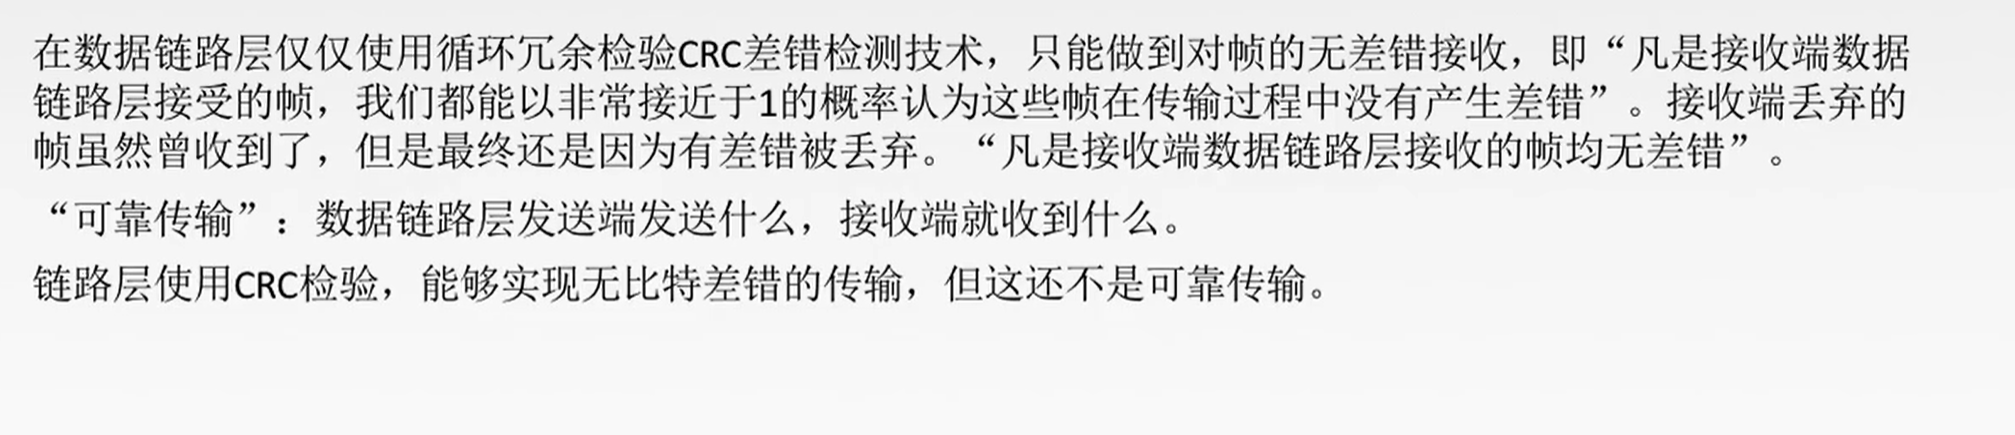 在数据链路层仅仅使用循环冗余检验CRC差错检测技术，只能做到对帧的无差错接收，即“凡是接收端数据
链路层接受的帧，我们都能以非常接近于1的概率认为这些帧在传输过程中没有产生差错”。接收端丢弃的
帧虽然曾收到了，但是最终还是因为有差错被丢弃。“凡是接收端数据链路层接收的帧均无差错”。
“可靠传输”：数据链路层发送端发送什么，接收端就收到什么。
链路层使用CRC检验，能够实现无比特差错的传输，但这还不是可靠传输。